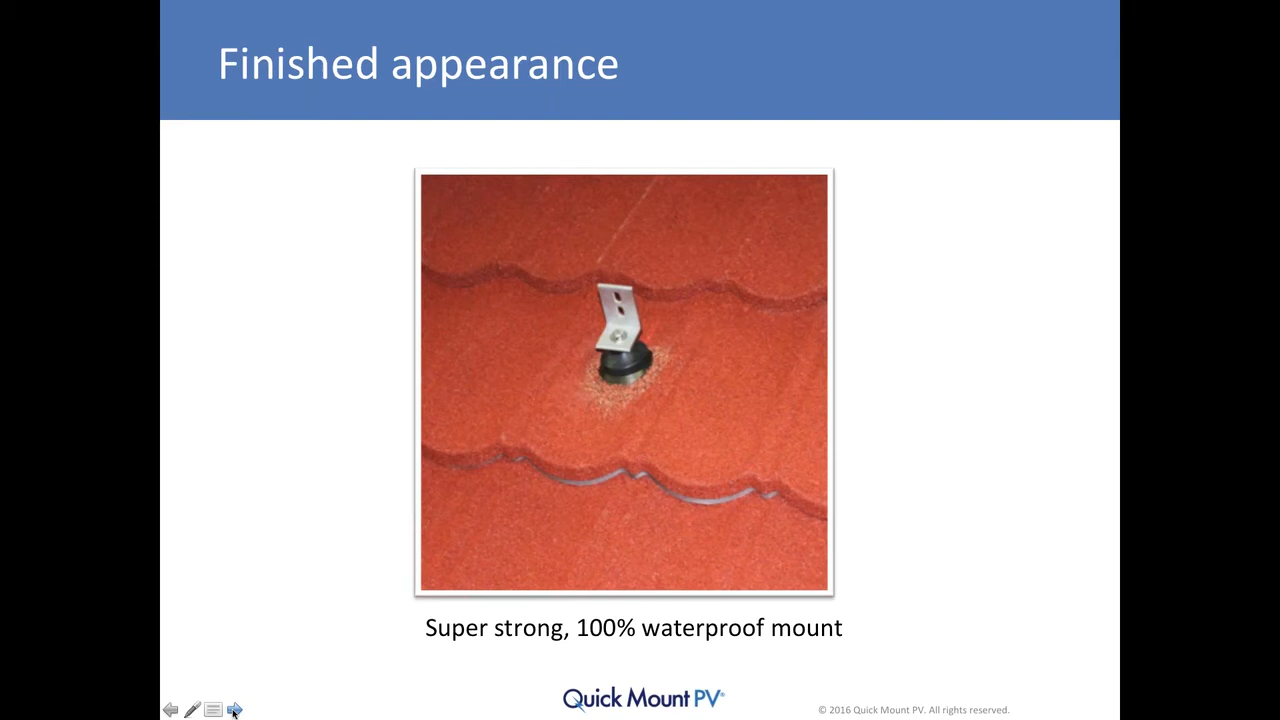 Finished appearance
Super strong, 100% waterproof mount
Quick Mount PV®
© 2016 Quick Mount PV. All rights reserved.